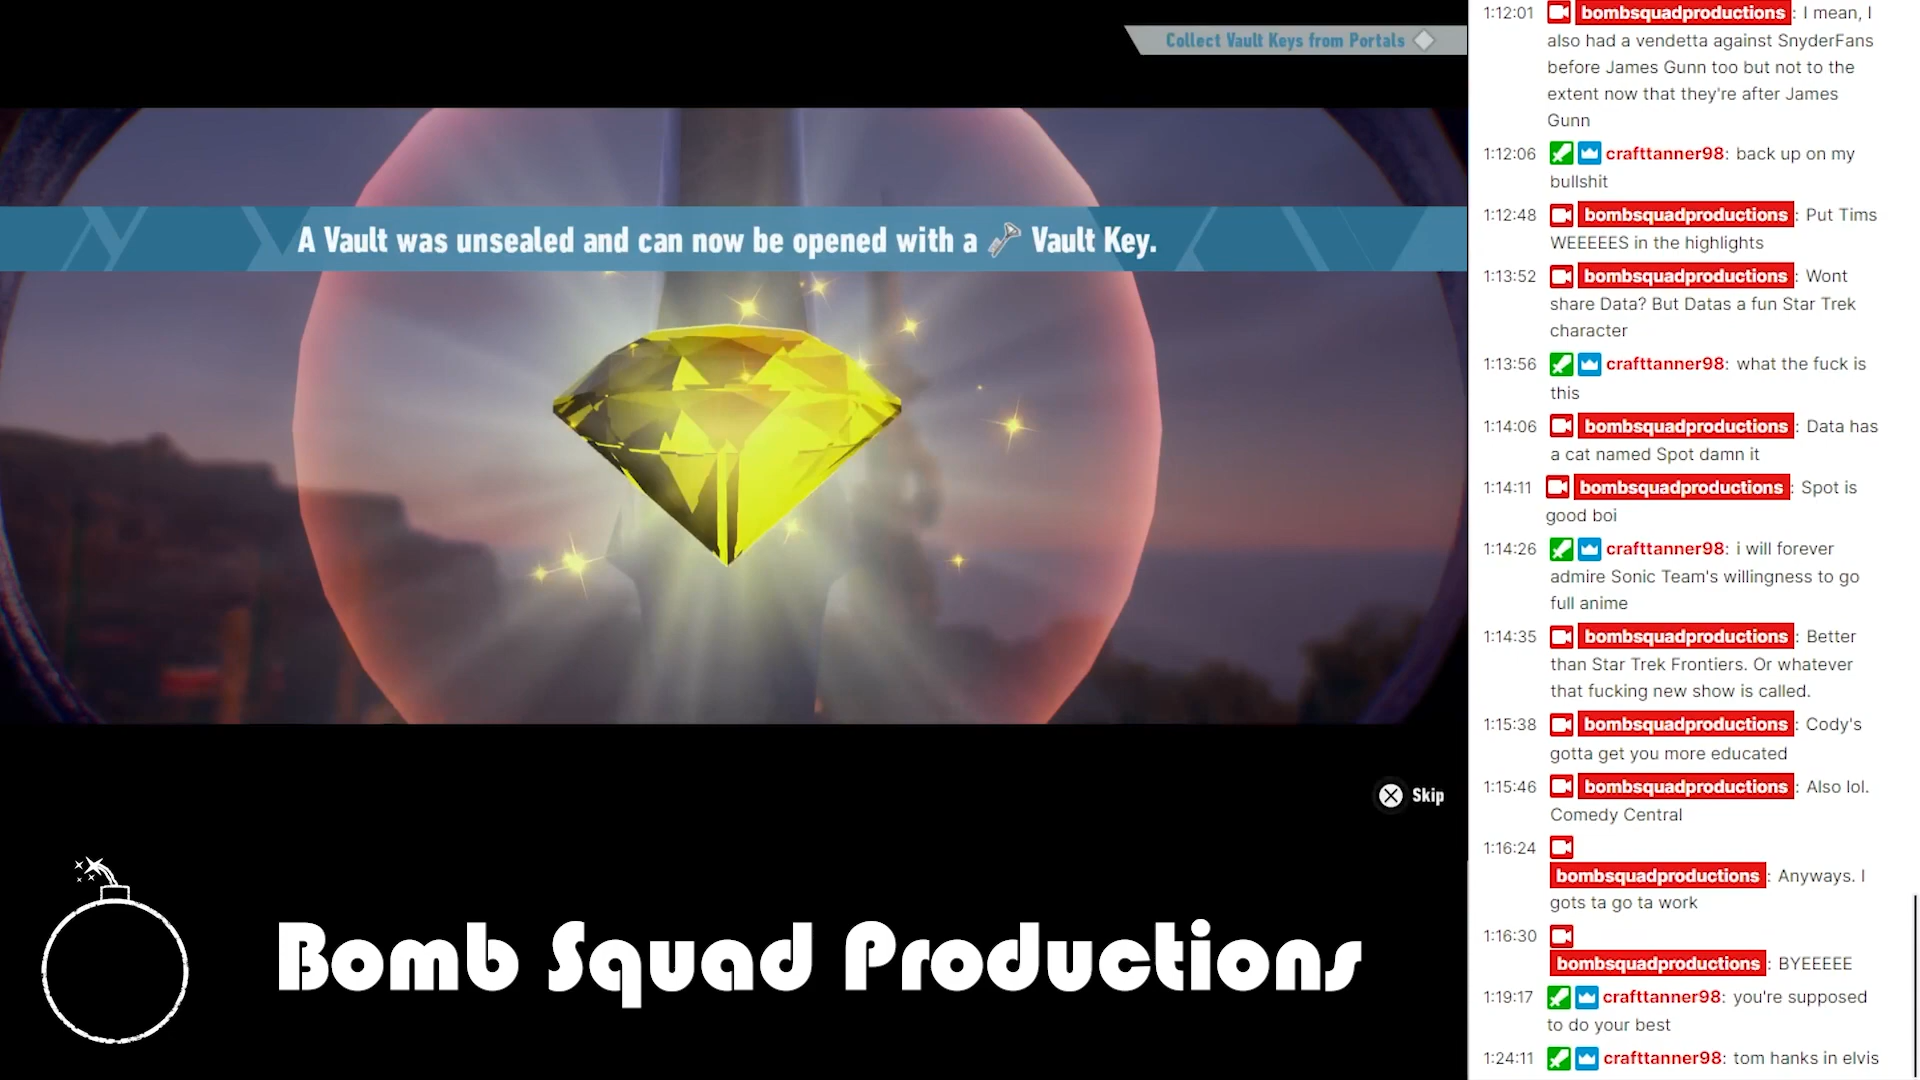 Collect Vault Keys from Portals
A Vault was unsealed and can now be opened with a Vault Key.
Skip
Bomb Squad Productions
1:12:01 bombsquadproductions: I mean, I
also had a vendetta against SnyderFans
before James Gunn too but not to the
extent now that they're after James
Gunn
1:12:06 crafttanner98: back up on my
bullshit
1:12:48 bombsquadproductions: Put Tims
WEEEEES in the highlights
1:13:52 bombsquadproductions: Wont
share Data? But Datas a fun Star Trek
character
1:13:56 crafttanner98: what the fuck is
this
1:14:06 bombsquadproductions: Data has
a cat named Spot damn it
1:14:11 bombsquadproductions: Spot is
good boi
1:14:26 crafttanner98: i will forever
admire Sonic Team's willingness to go
full anime
1:14:35 bombsquadproductions: Better
than Star Trek Frontiers. Or whatever
that fucking new show is called.
1:15:38 bombsquadproductions: Cody's
gotta get you more educated
1:15:46 bombsquadproductions: Also lol.
Comedy Central
1:16:24
bombsquadproductions: Anyways. I
gots ta go ta work
1:16:30
bombsquadproductions: BYEEEEE
1:19:17 crafttanner98: you're supposed
to do your best
1:24:11 crafttanner98: tom hanks in elvis